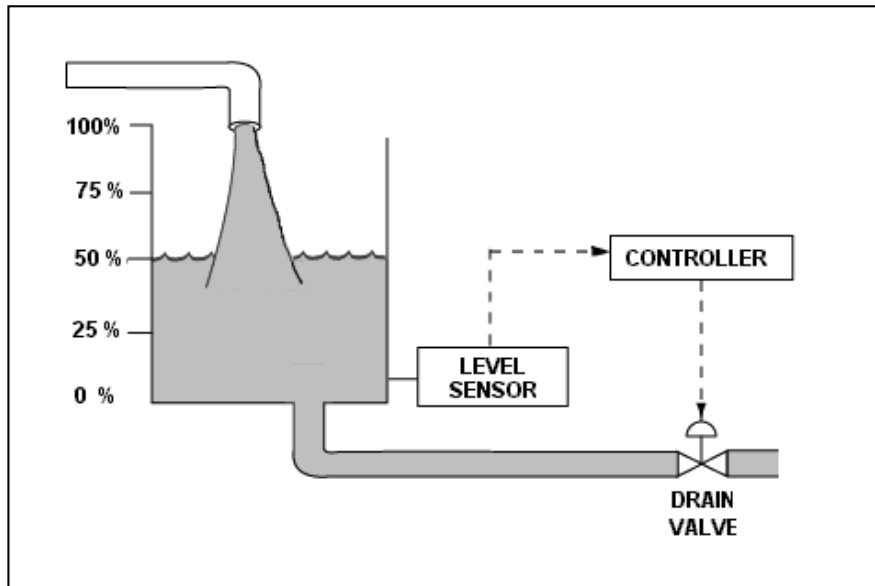 100%
75 %
50 %
25 %
0 %
CONTROLLER
LEVEL
SENSOR
DRAIN
VALVE